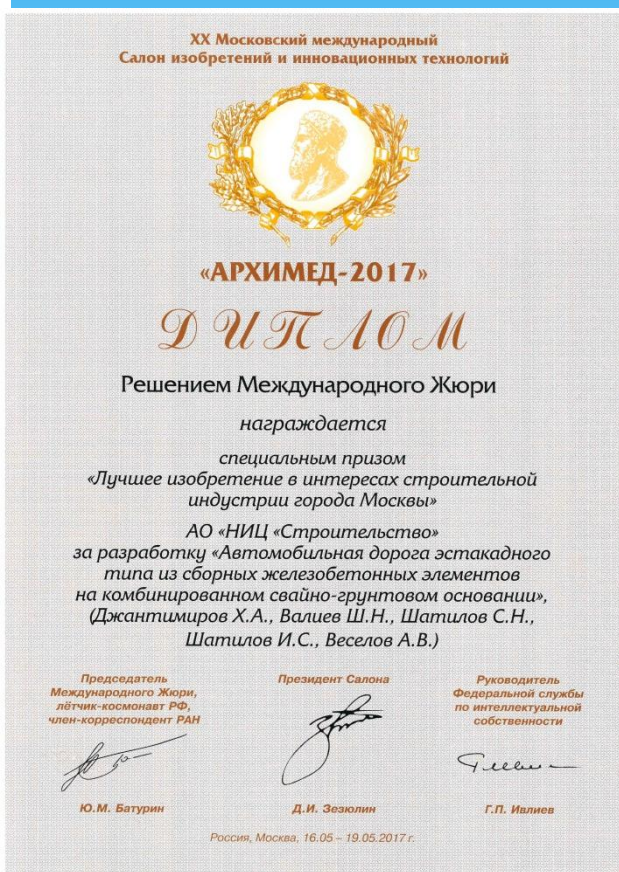 XX Московский международный
Салон изобретений и инновационных технологий
«АРХИМЕД-2017»
ДИПЛОМ
Решением Международного Жюри
награждается
специальным призом
«Лучшее изобретение в интересах строительной
индустрии города Москвы»
АО «НИЦ «Строительство»
за разработку «Автомобильная дорога эстакадного
типа из сборных железобетонных элементов
на комбинированном свайно-грунтовом основании»,
(Джантимиров Х.А., Валиев Ш.Н., Шатилов С.Н.,
Шатилов И.С., Веселов А.В.)
Председатель
Международного Жюри,
лётчик-космонавт РФ,
член-корреспондент РАН
Ю.М. Батурин
Президент Салона
Д.И. Зезюлин
Руководитель
Федеральной службы
по интеллектуальной
собственности
Г.П. Ивлиев
Россия, Москва, 16.05 – 19.05.2017 г.